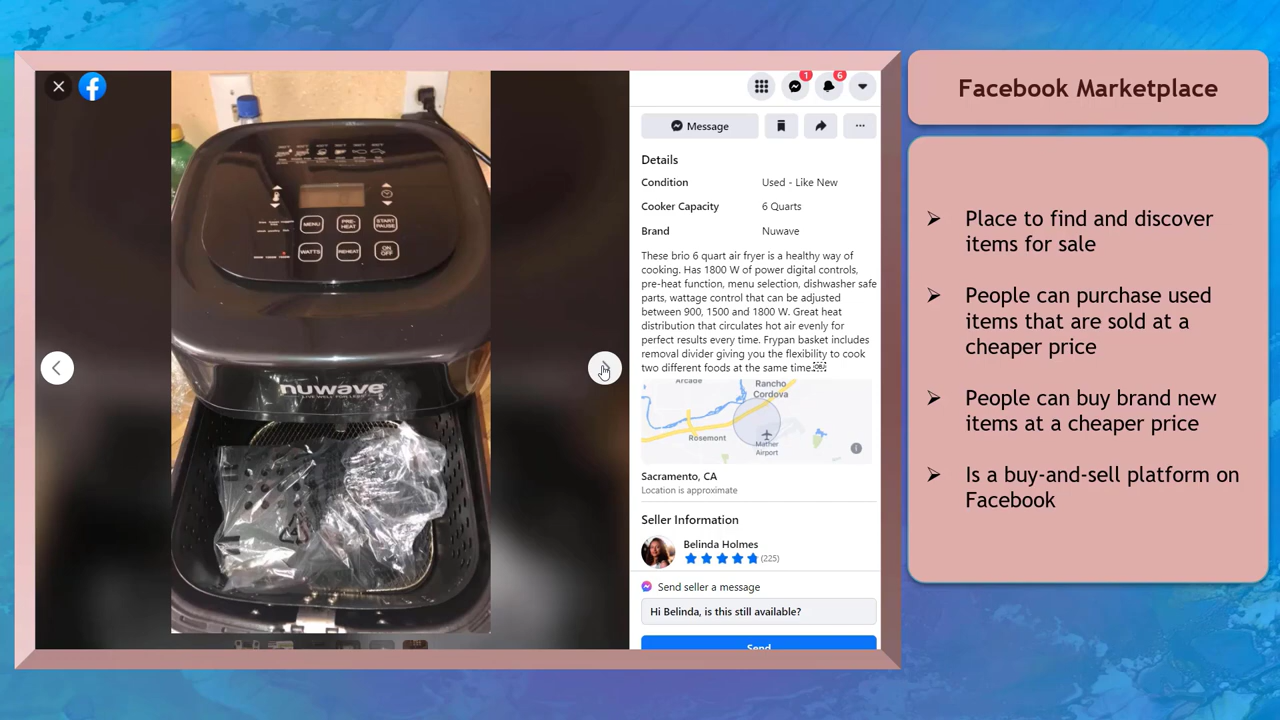 Facebook Marketplace
1
6
Message
Details
Condition Used - Like New
Cooker Capacity 6 Quarts
Brand Nuwave
These brio 6 quart air fryer is a healthy way of
cooking. Has 1800 W of power digital controls,
pre-heat function, menu selection, dishwasher safe
parts, wattage control that can be adjusted
between 900, 1500 and 1800 W. Great heat
distribution that circulates hot air evenly for
perfect results every time. Frypan basket includes
removal divider giving you the flexibility to cook
two different foods at the same time.
Arcade
Rancho
Cordova
Rosemont
Mather
Airport
Sacramento, CA
Location is approximate
Seller Information
Belinda Holmes
(225)
Send seller a message
Hi Belinda, is this still available?
Send
MENU
PRE-
HEAT
START
PAUSE
WATTS
REHEAT
ON
OFF
nuwave
➢ Place to find and discover
items for sale
➢ People can purchase used
items that are sold at a
cheaper price
➢ People can buy brand new
items at a cheaper price
➢ Is a buy-and-sell platform on
Facebook